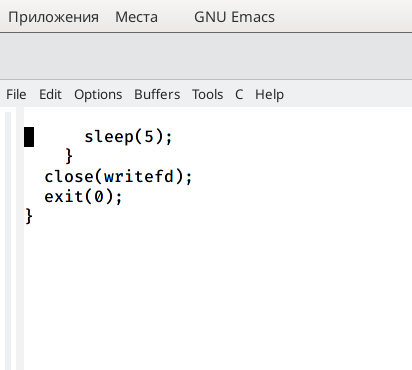 Приложения Места GNU Emacs
File Edit Options Buffers Tools C Help
sleep(5);
}
close(writefd);
exit(0);
}